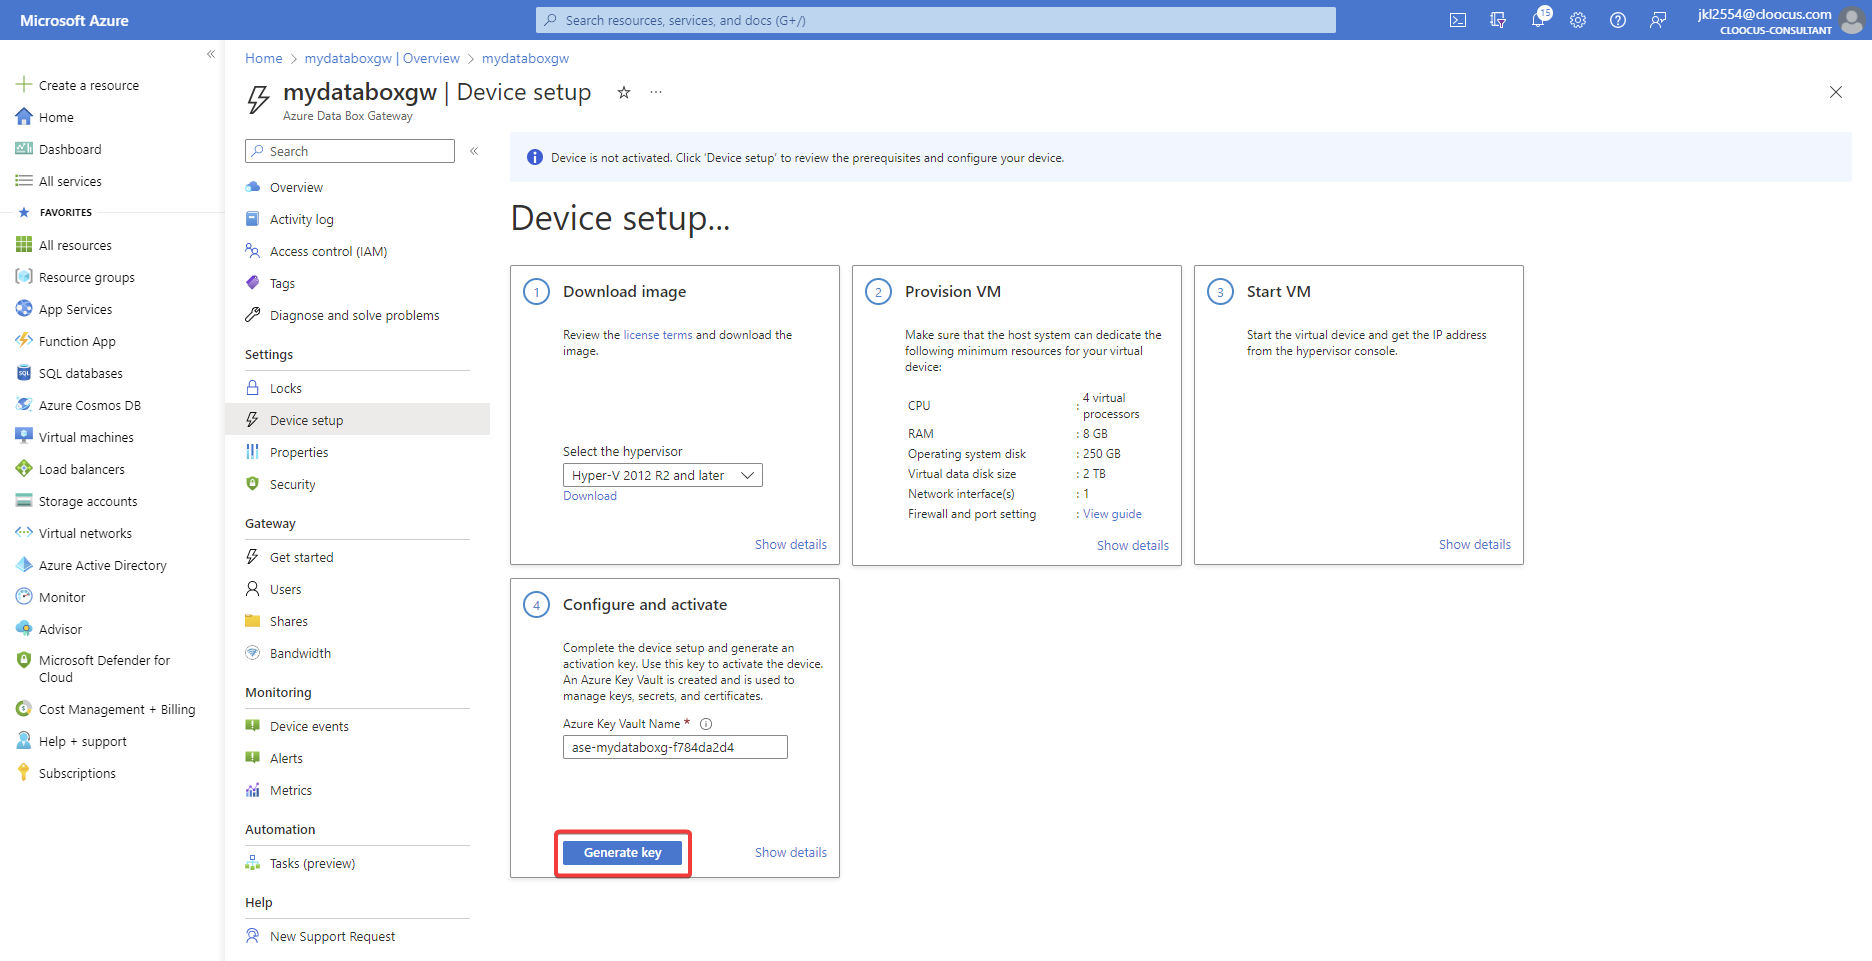 Microsoft Azure
Search resources, services, and docs (G+/)
15
jkl2554@cloocus.com
CLOOCUS-CONSULTANT
«
Create a resource
Home
Dashboard
All services
FAVORITES
All resources
Resource groups
App Services
Function App
SQL databases
Azure Cosmos DB
Virtual machines
Load balancers
Storage accounts
Virtual networks
Azure Active Directory
Monitor
Advisor
Microsoft Defender for
Cloud
Cost Management + Billing
Help + support
Subscriptions
Home > mydataboxgw | Overview > mydataboxgw
mydataboxgw | Device setup
Azure Data Box Gateway
Search
«
Overview
Activity log
Access control (IAM)
Tags
Diagnose and solve problems
Settings
Locks
Device setup
Properties
Security
Gateway
Get started
Users
Shares
Bandwidth
Monitoring
Device events
Alerts
Metrics
Automation
Tasks (preview)
Help
New Support Request
Device is not activated. Click 'Device setup' to review the prerequisites and configure your device.
Device setup...
1 Download image
Review the license terms and download the
image.
Select the hypervisor
Hyper-V 2012 R2 and later
Download
Show details
2 Provision VM
Make sure that the host system can dedicate the
following minimum resources for your virtual
device:
CPU : 4 virtual
processors
RAM : 8 GB
Operating system disk : 250 GB
Virtual data disk size : 2 TB
Network interface(s) : 1
Firewall and port setting : View guide
Show details
3 Start VM
Start the virtual device and get the IP address
from the hypervisor console.
Show details
4 Configure and activate
Complete the device setup and generate an
activation key. Use this key to activate the device.
An Azure Key Vault is created and is used to
manage keys, secrets, and certificates.
Azure Key Vault Name *
ase-mydataboxg-f784da2d4
Generate key
Show details